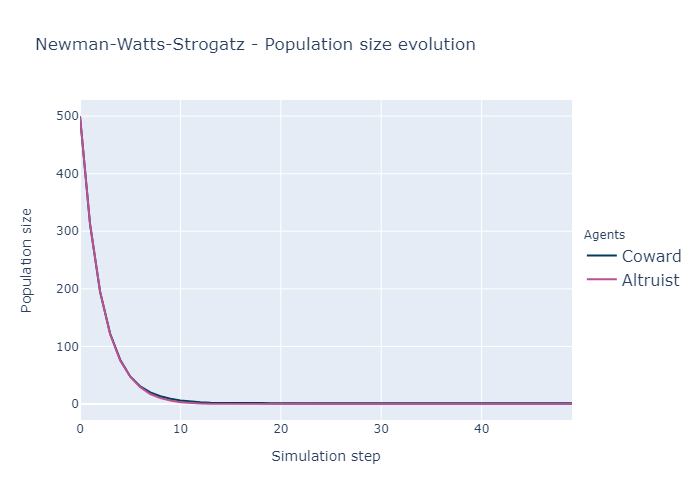 Newman-Watts-Strogatz - Population size evolution
500
400
300
200
100
0
Population size
0
10
20
30
40
Simulation step
Agents
Coward
Altruist